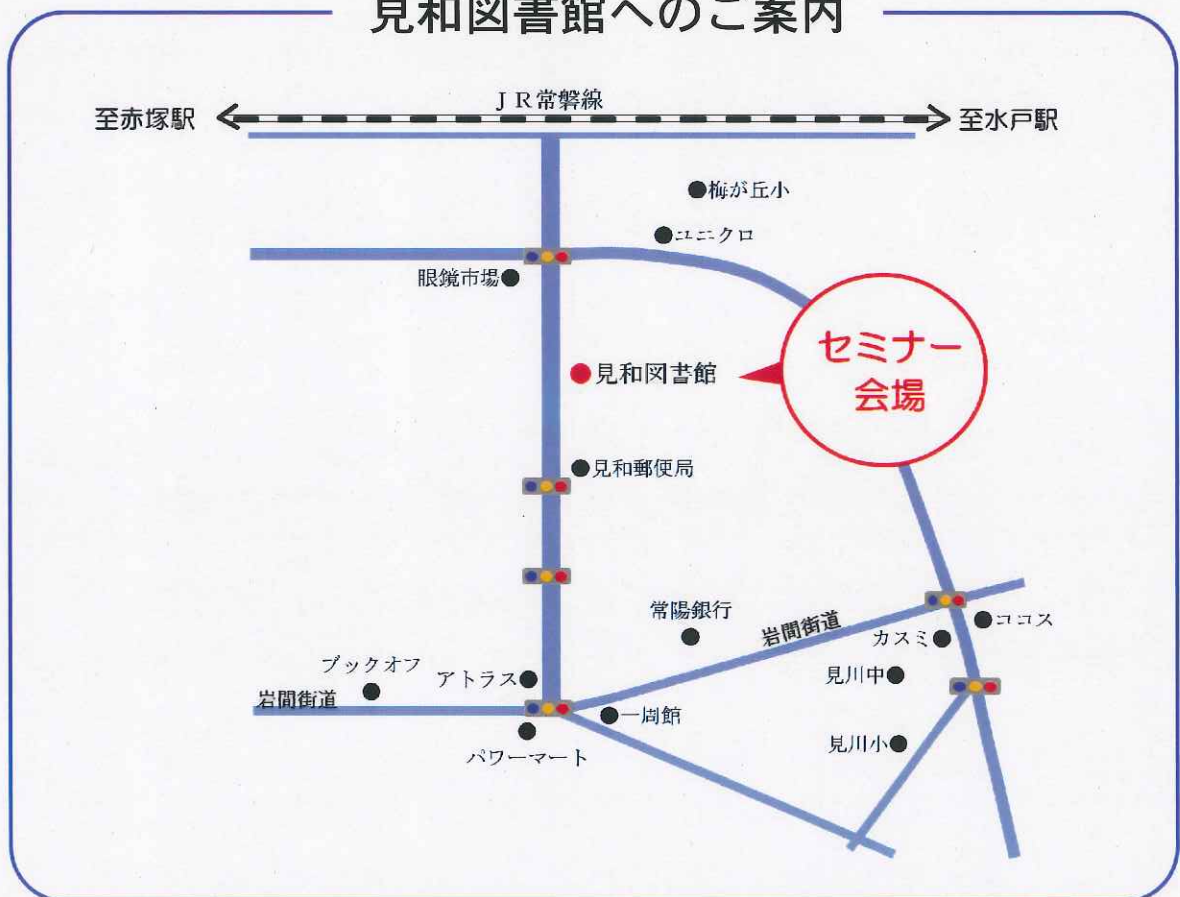 見和図書館へのご案内
JR常磐線
至赤塚駅
至水戸駅
梅が丘小
ユニクロ
眼鏡市場
セミナー
会場
見和図書館
見和郵便局
常陽銀行
岩間街道
ココス
カスミ
ブックオフ
アトラス
見川中
岩間街道
一周館
見川小
パワーマート